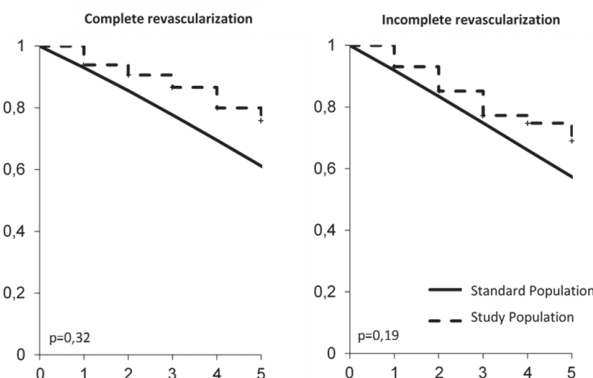 Complete revascularization
1
0,8
0,6
0,4
0,2
0
p=0,32
0 1 2 3 4 5
Incomplete revascularization
1
0,8
0,6
0,4
0,2
0
Standard Population
Study Population
p=0,19
0 1 2 3 4 5